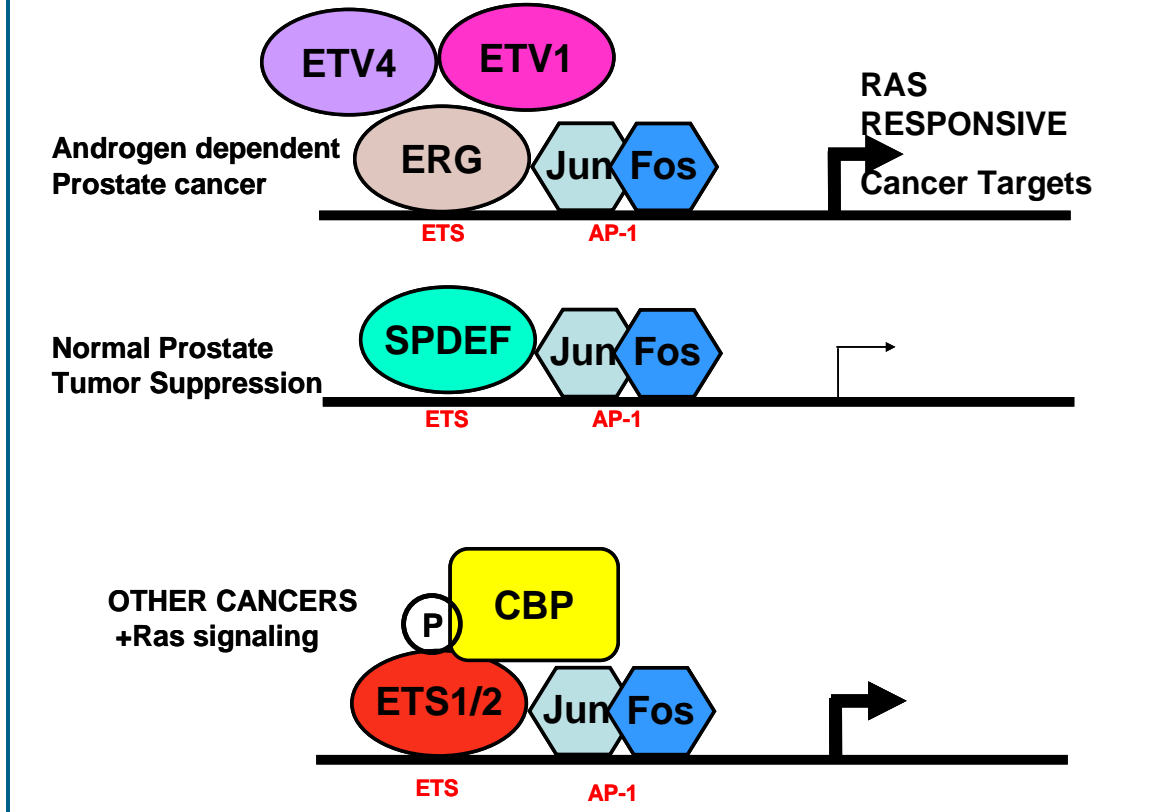 ETV4
ETV1
RAS
RESPONSIVE
Cancer Targets
Androgen dependent
Prostate cancer
ERG
Jun
Fos
ETS
AP-1
Normal Prostate
Tumor Suppression
SPDEF
Jun
Fos
ETS
AP-1
OTHER CANCERS
+Ras signaling
P
CBP
ETS1/2
Jun
Fos
ETS
AP-1